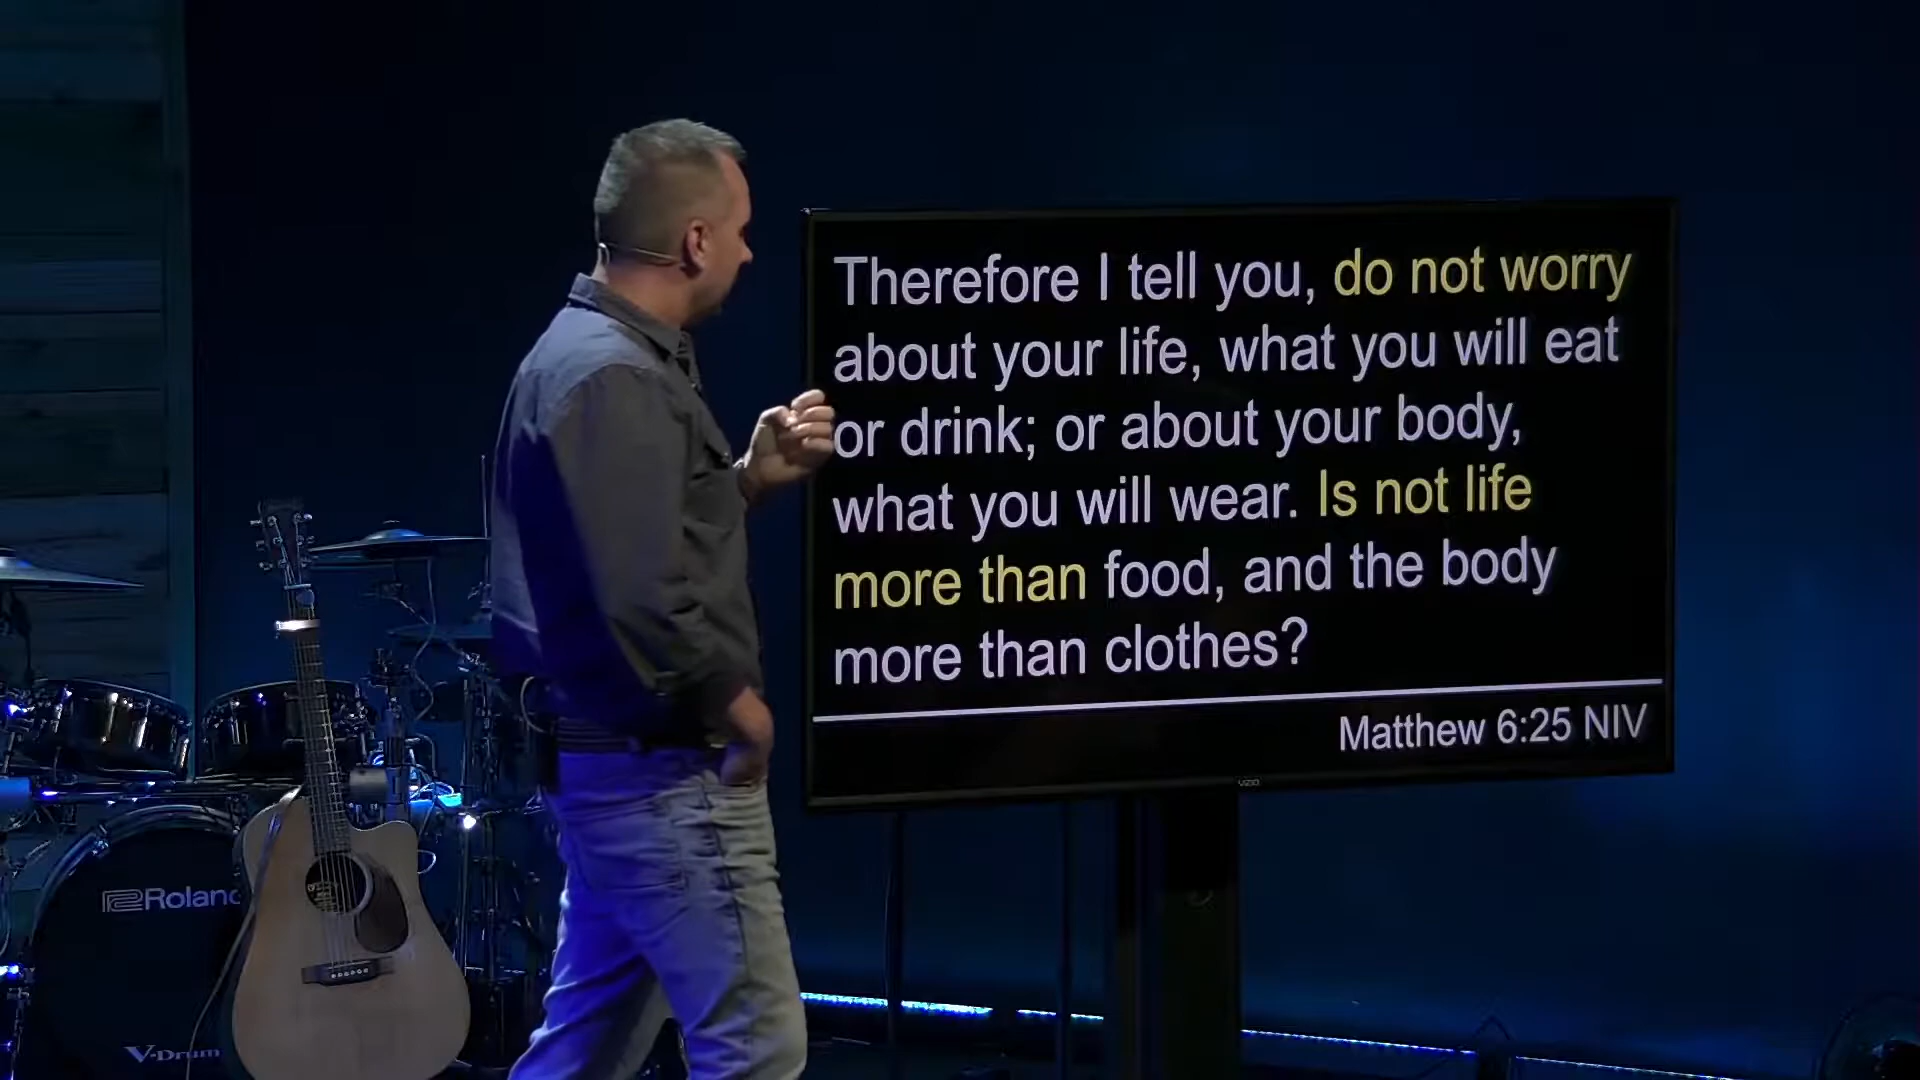 Therefore I tell you, do not worry
about your life, what you will eat
or drink; or about your body,
what you will wear. Is not life
more than food, and the body
more than clothes?
Matthew 6:25 NIV
VIZIO
Roland
V-Drums